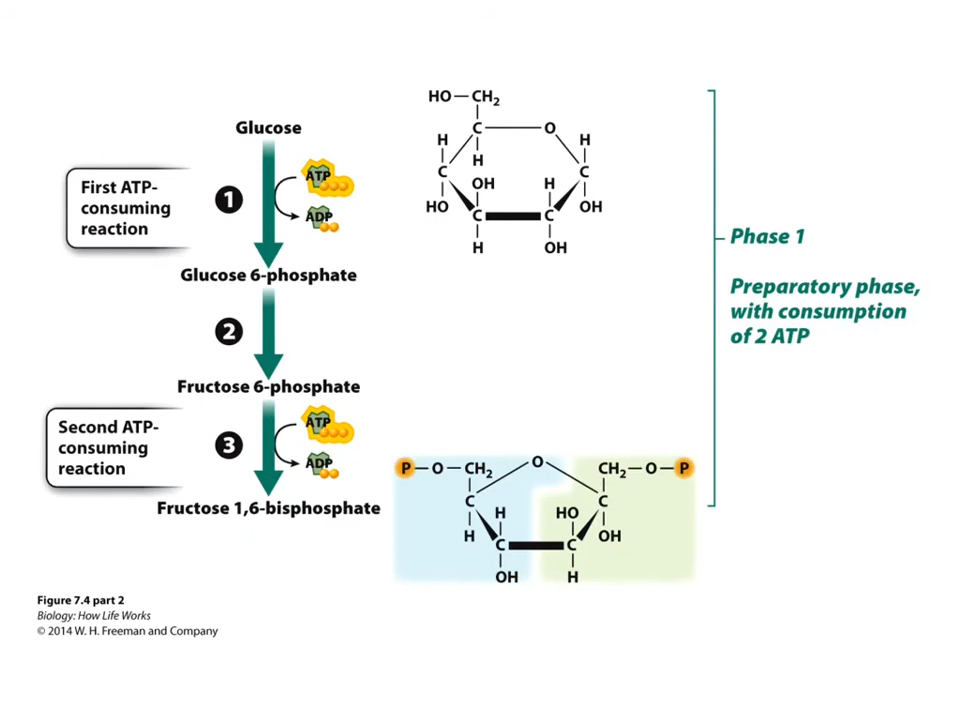 Glucose
First ATP-
consuming
reaction
1
ATP
ADP
Glucose 6-phosphate
2
Fructose 6-phosphate
Second ATP-
consuming
reaction
3
ATP
ADP
Fructose 1,6-bisphosphate
HO—CH₂
C O
H H
H
C C
OH H
HO OH
C C
H OH
P—O—CH₂ O CH₂—O—P
C C
H HO
H OH
C C
OH H
Phase 1
Preparatory phase,
with consumption
of 2 ATP
Figure 7.4 part 2
Biology: How Life Works
© 2014 W. H. Freeman and Company